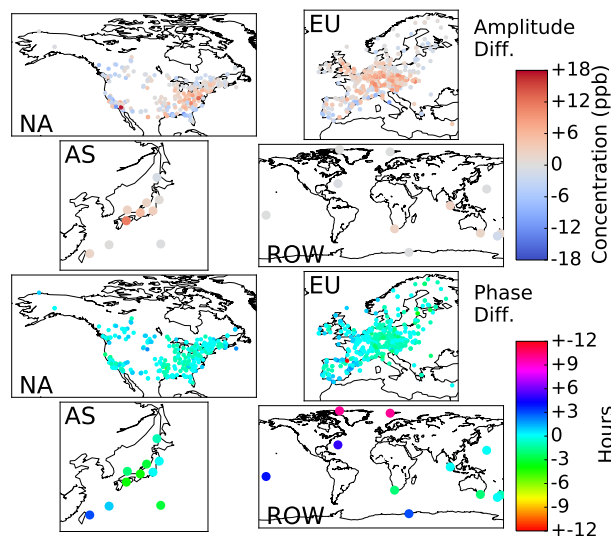 NA
EU
Amplitude
Diff.
+18
+12
+6
0
-6
-12
-18
Concentration (ppb)
AS
ROW
NA
EU
Phase
Diff.
+-12
+9
+6
+3
0
-3
-6
-9
-12
Hours
AS
ROW